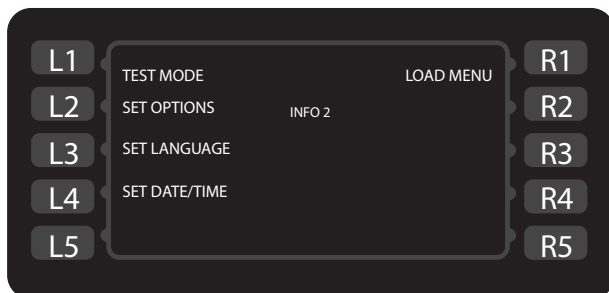 L1 TEST MODE LOAD MENU R1
L2 SET OPTIONS INFO 2 R2
L3 SET LANGUAGE R3
L4 SET DATE/TIME R4
L5 R5